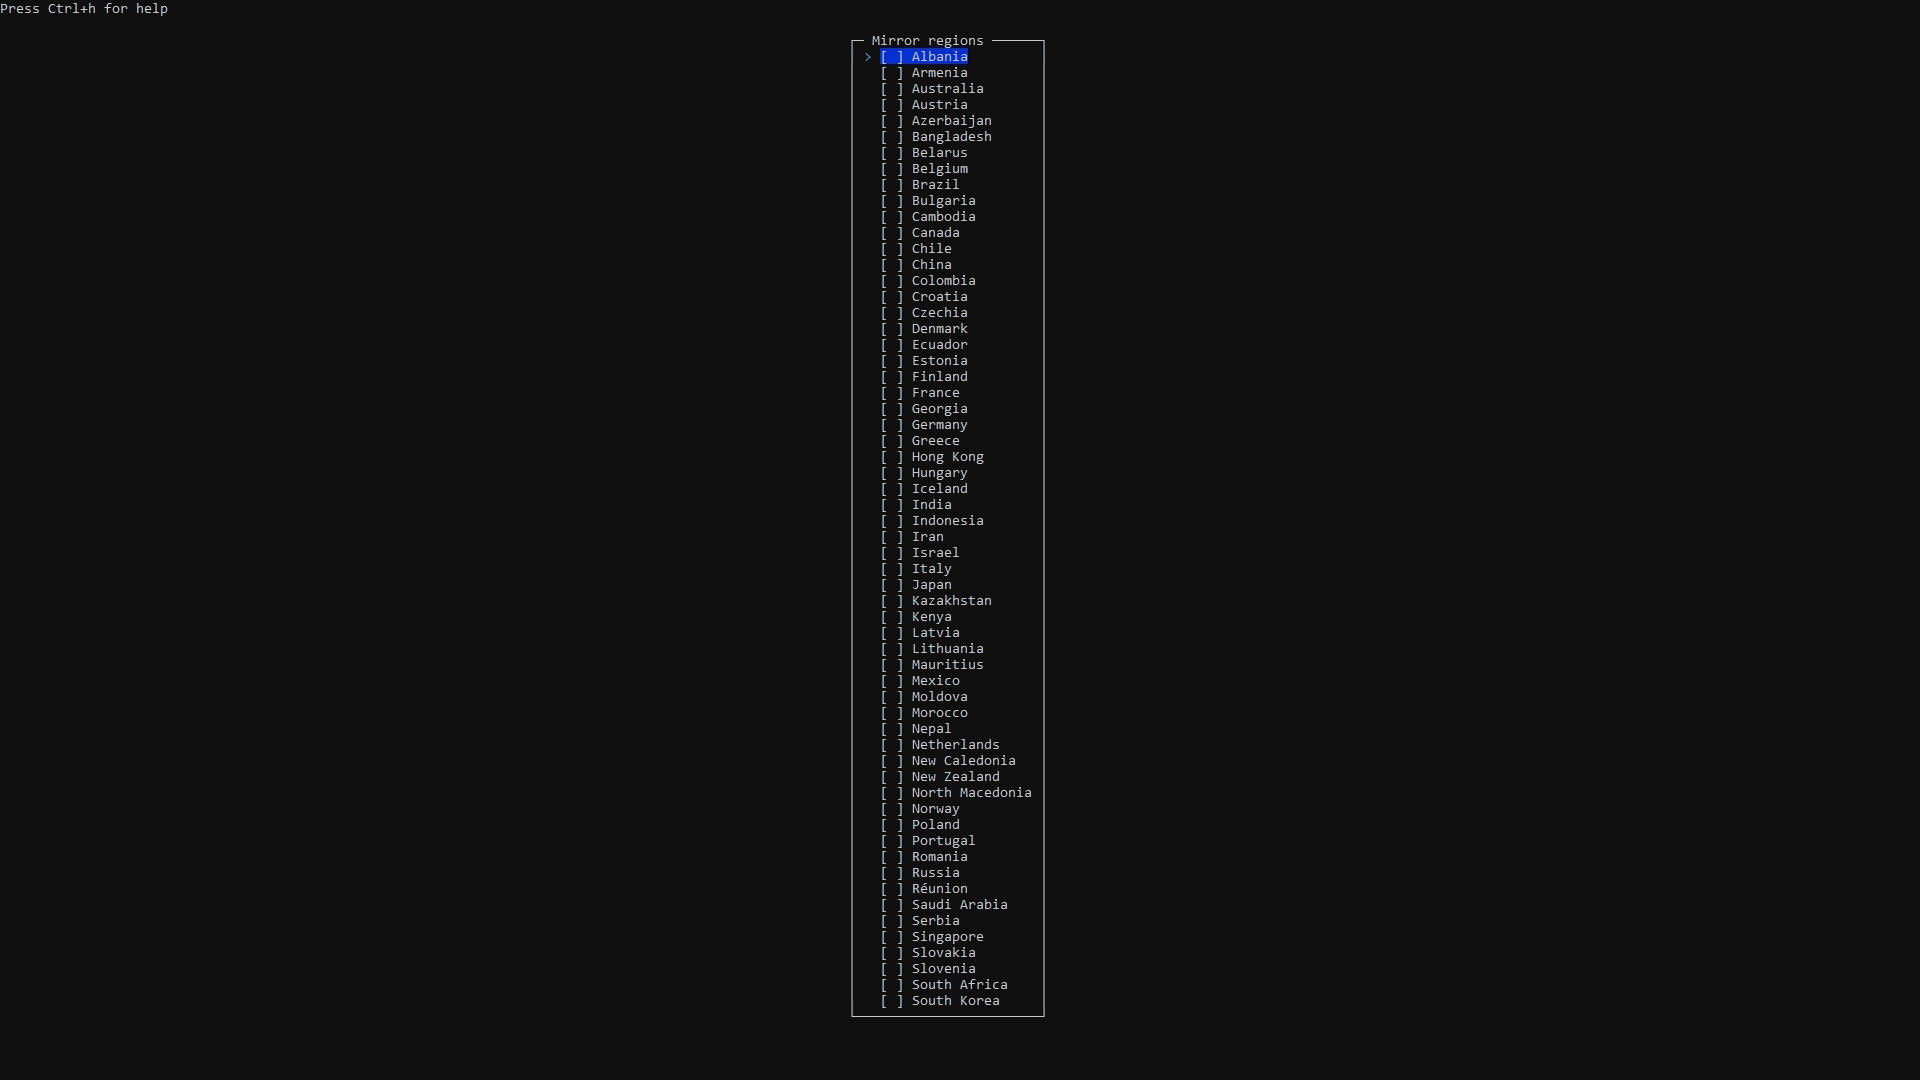 Press Ctrl+h for help
Mirror regions
> [ ] Albania
[ ] Armenia
[ ] Australia
[ ] Austria
[ ] Azerbaijan
[ ] Bangladesh
[ ] Belarus
[ ] Belgium
[ ] Brazil
[ ] Bulgaria
[ ] Cambodia
[ ] Canada
[ ] Chile
[ ] China
[ ] Colombia
[ ] Croatia
[ ] Czechia
[ ] Denmark
[ ] Ecuador
[ ] Estonia
[ ] Finland
[ ] France
[ ] Georgia
[ ] Germany
[ ] Greece
[ ] Hong Kong
[ ] Hungary
[ ] Iceland
[ ] India
[ ] Indonesia
[ ] Iran
[ ] Israel
[ ] Italy
[ ] Japan
[ ] Kazakhstan
[ ] Kenya
[ ] Latvia
[ ] Lithuania
[ ] Mauritius
[ ] Mexico
[ ] Moldova
[ ] Morocco
[ ] Nepal
[ ] Netherlands
[ ] New Caledonia
[ ] New Zealand
[ ] North Macedonia
[ ] Norway
[ ] Poland
[ ] Portugal
[ ] Romania
[ ] Russia
[ ] Réunion
[ ] Saudi Arabia
[ ] Serbia
[ ] Singapore
[ ] Slovakia
[ ] Slovenia
[ ] South Africa
[ ] South Korea